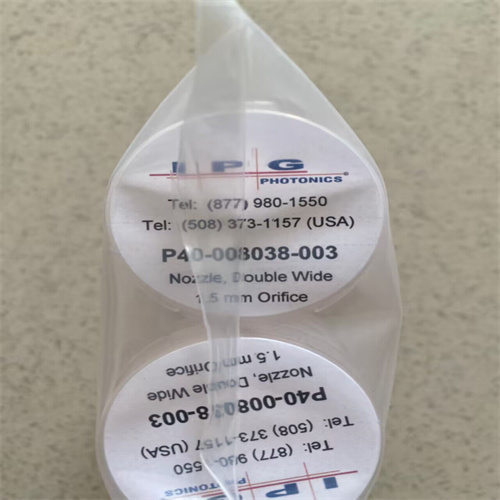 IPG
PHOTONICS®
Tel: (877) 980-1550
Tel: (508) 373-1157 (USA)
P40-008038-003
Nozzle, Double Wide
1.5 mm Orifice
IPG
PHOTONICS
Tel: (877) 980-1550
Tel: (508) 373-1157 (USA)
P40-008038-003
Nozzle, Double Wide
1.5 mm Orifice